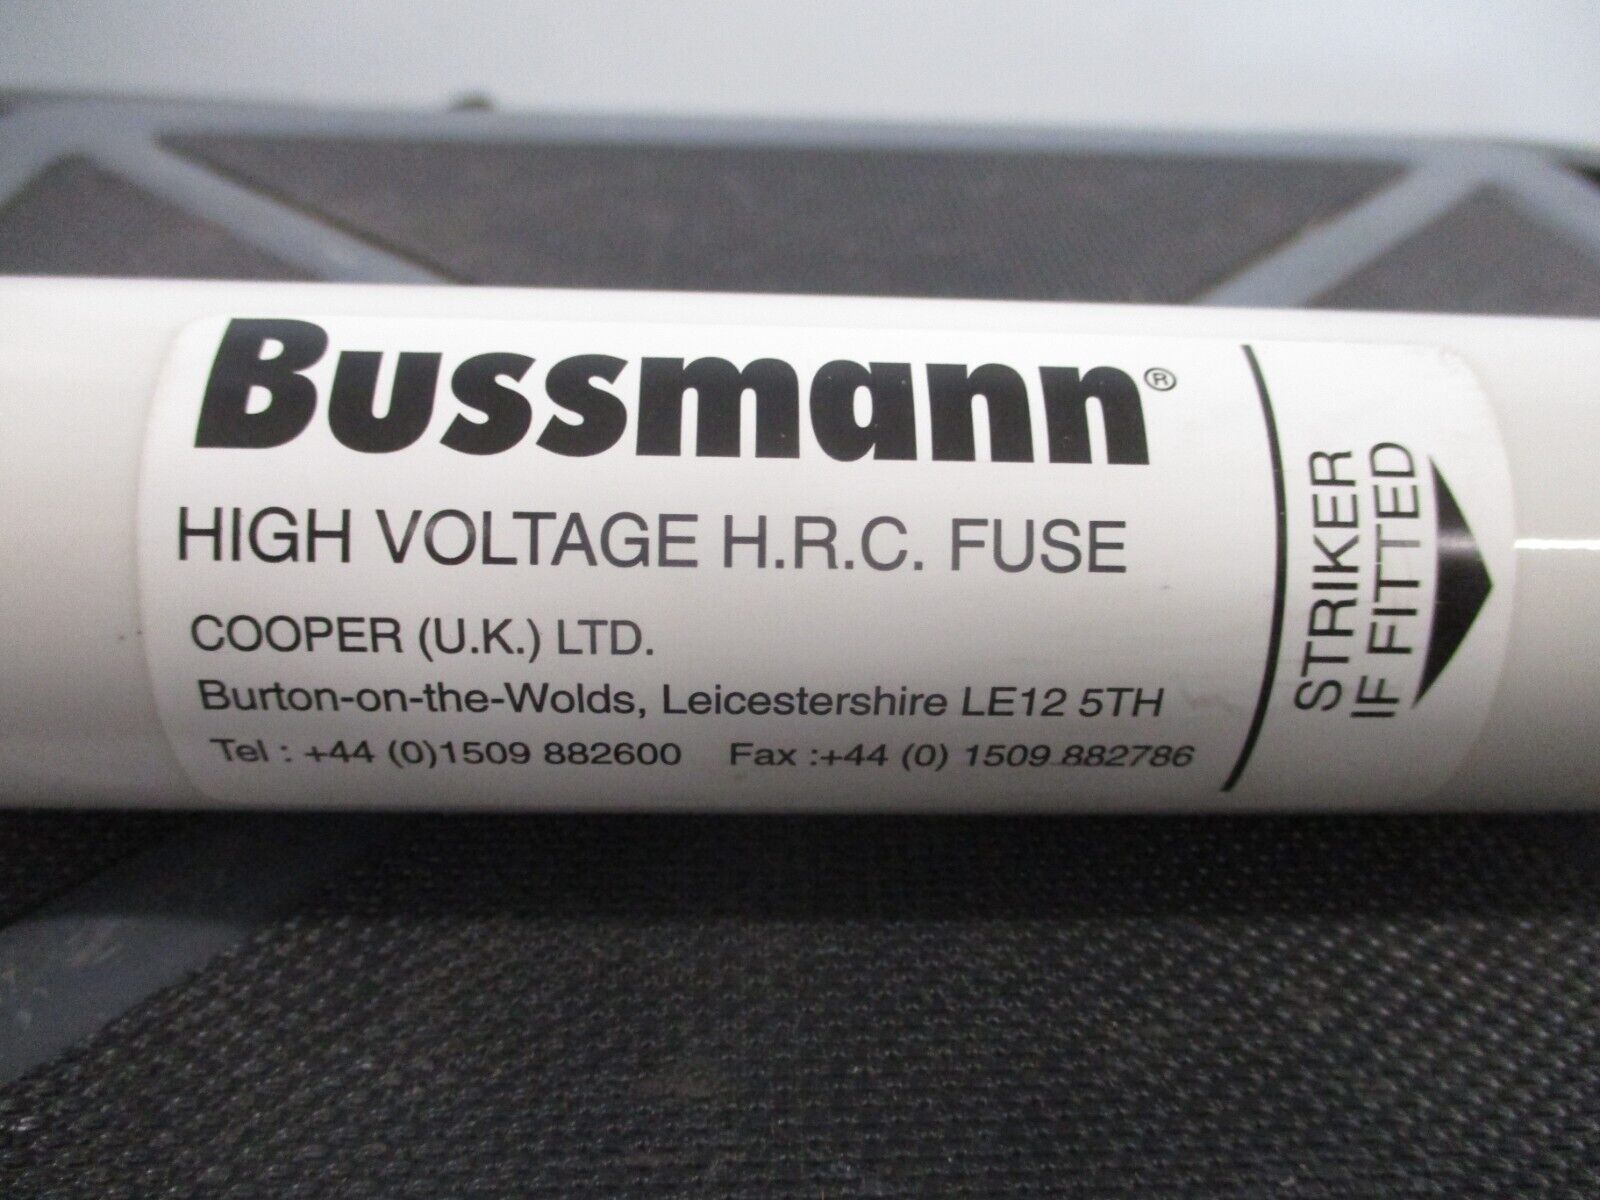 Bussmann®
HIGH VOLTAGE H.R.C. FUSE
COOPER (U.K.) LTD.
Burton-on-the-Wolds, Leicestershire LE12 5TH
Tel : +44 (0)1509 882600 Fax :+44 (0) 1509 882786
STRIKER
IF FITTED